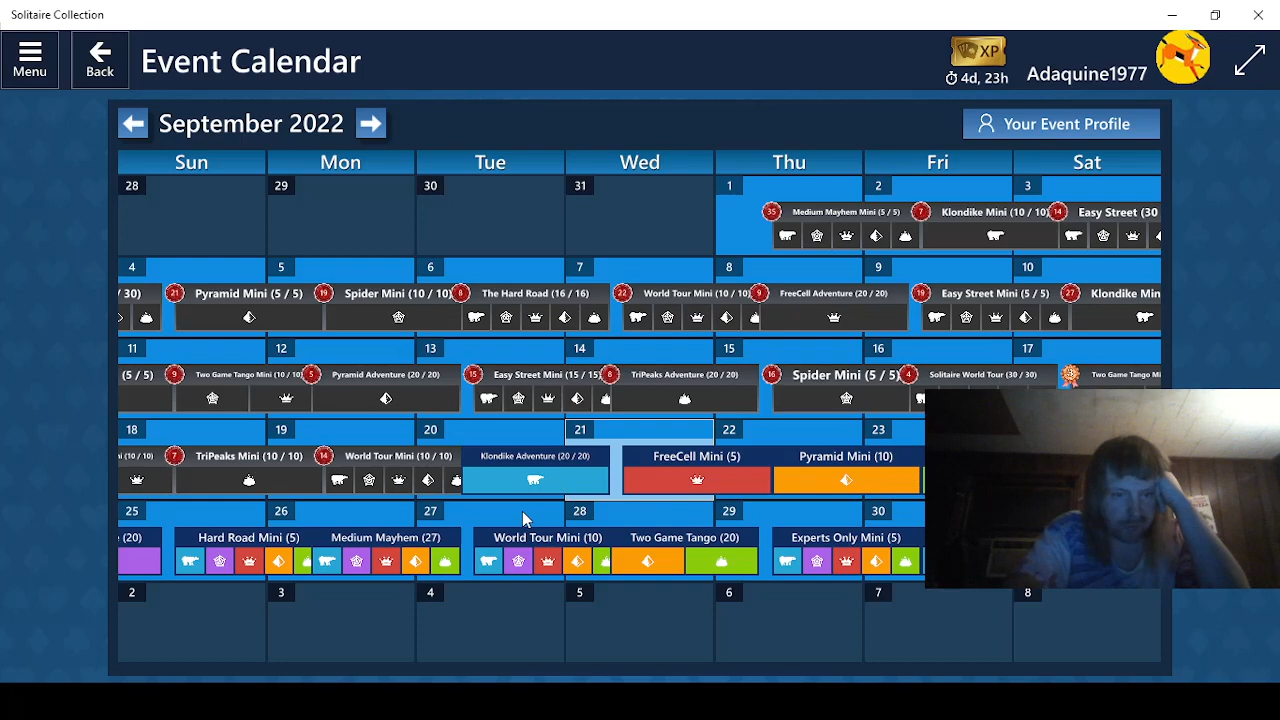 Solitaire Collection
Menu
Back
Event Calendar
XP
4d, 23h
Adaquine1977
September 2022
Your Event Profile
Sun Mon Tue Wed Thu Fri Sat
28 29 30 31 1 2 3
35 Medium Mayhem Mini (5 / 5) 7 Klondike Mini (10 / 10) 14 Easy Street (30
4 5 6 7 8 9 10
/ 30) 21 Pyramid Mini (5 / 5) 19 Spider Mini (10 / 10) 8 The Hard Road (16 / 16) 22 World Tour Mini (10 / 10) 9 FreeCell Adventure (20 / 20) 19 Easy Street Mini (5 / 5) 27 Klondike Min
11 12 13 14 15 16 17
(5 / 5) 9 Two Game Tango Mini (10 / 10) 5 Pyramid Adventure (20 / 20) 15 Easy Street Mini (15 / 15) 8 TriPeaks Adventure (20 / 20) 16 Spider Mini (5 / 5) 4 Solitaire World Tour (30 / 30) Two Game Tango Min
18 19 20 21 22 23
(10 / 10) 7 TriPeaks Mini (10 / 10) 14 World Tour Mini (10 / 10) Klondike Adventure (20 / 20) FreeCell Mini (5) Pyramid Mini (10)
25 26 27 28 29 30
(20) Hard Road Mini (5) Medium Mayhem (27) World Tour Mini (10) Two Game Tango (20) Experts Only Mini (5)
2 3 4 5 6 7 8